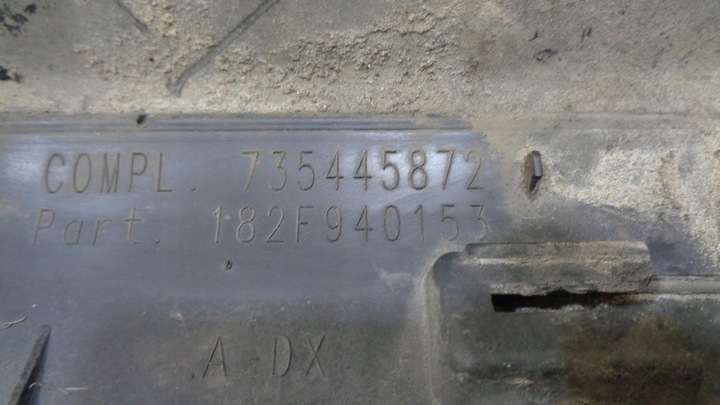 COMPL. 735445872
Part. 182F940153
.A DX